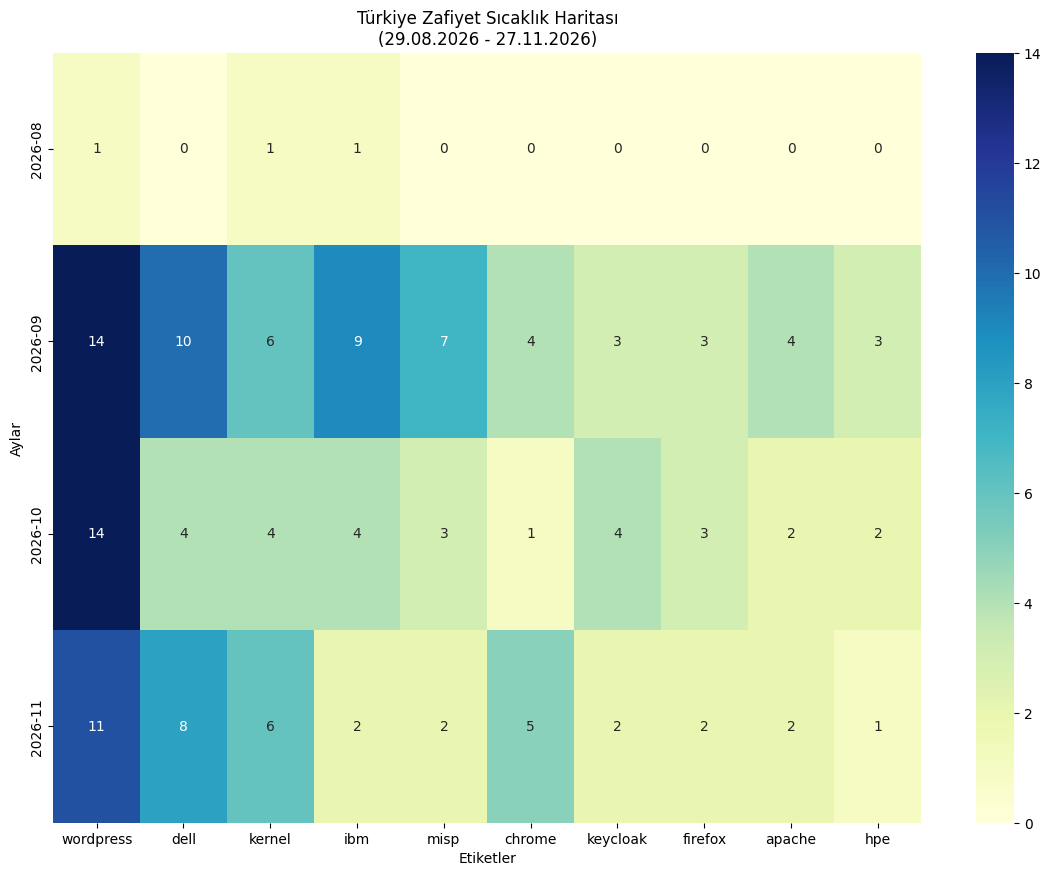 Türkiye Zafiyet Sıcaklık Haritası
(29.08.2026 - 27.11.2026)
Aylar
2026-08
1 0 1 1 0 0 0 0 0 0
2026-09
14 10 6 9 7 4 3 3 4 3
2026-10
14 4 4 4 3 1 4 3 2 2
2026-11
11 8 6 2 2 5 2 2 2 1
wordpress dell kernel ibm misp chrome keycloak firefox apache hpe
Etiketler
14
12
10
8
6
4
2
0